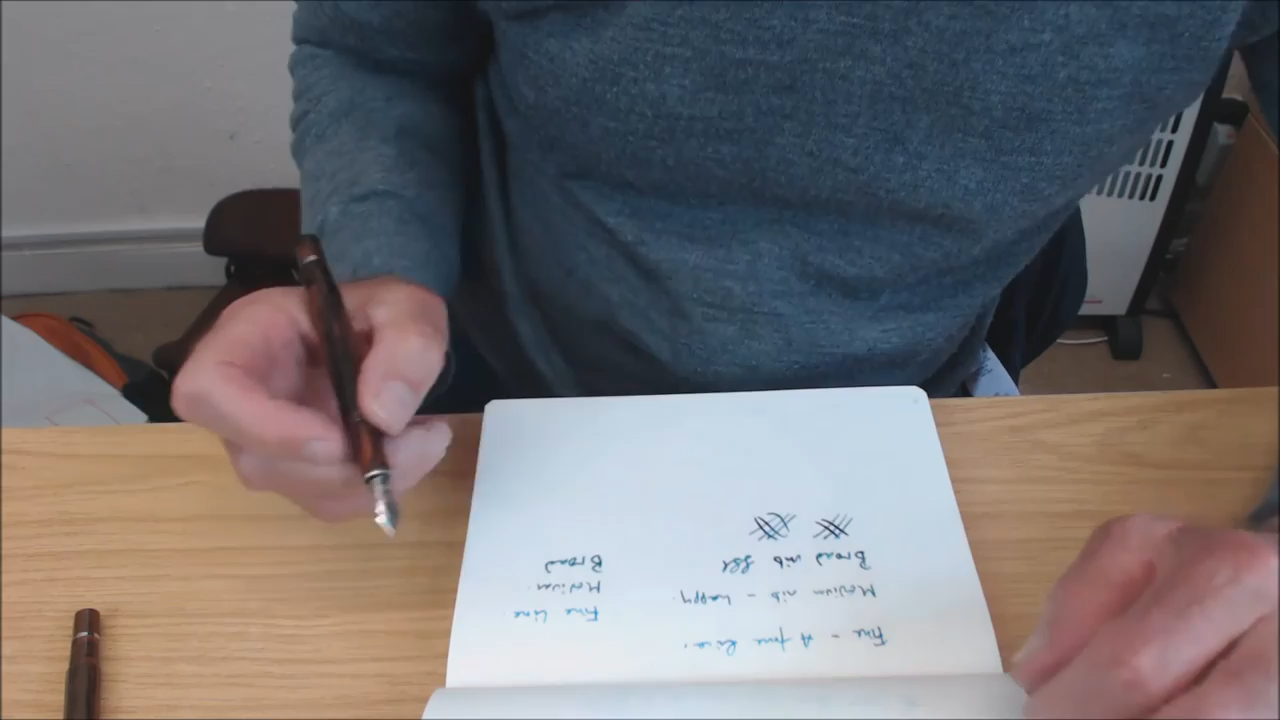 Fine - A fine line.
Medium nib - happy.
Broad nib
Fine line
Medium.
Broad